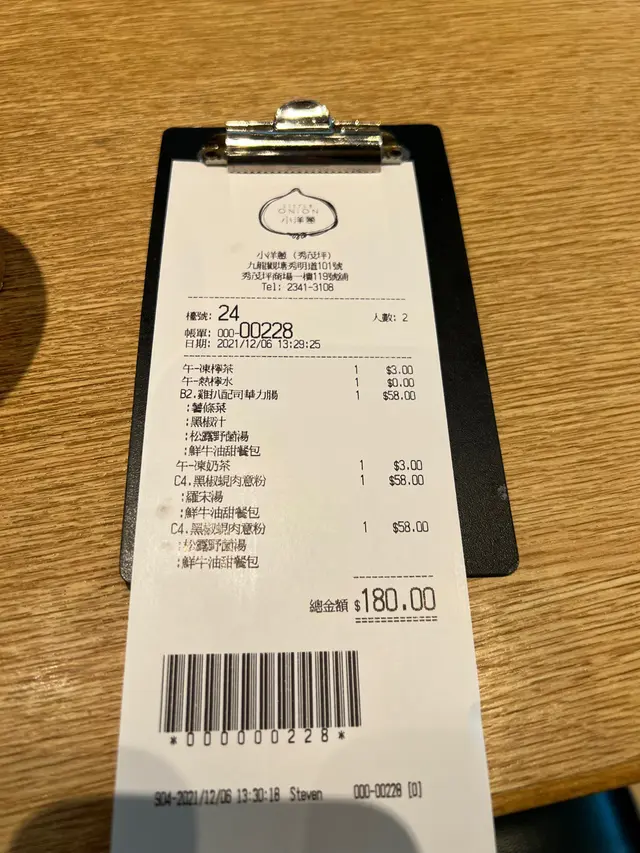 LITTLE
ONION
小洋蔥
小洋蔥 (秀茂坪)
九龍觀塘秀明道101號
秀茂坪商場一樓119號舖
Tel: 2341-3108
檯號: 24 人數: 2
帳單: 000-00228
日期: 2021/12/06 13:29:25
午-凍檸茶 1 $3.00
午-熱檸水 1 $0.00
B2.雞扒配司華力腸 1 $58.00
:薯條菜
:黑椒汁
:松露野菌湯
:鮮牛油甜餐包
午-凍奶茶 1 $3.00
C4.黑椒蜆肉意粉 1 $58.00
:羅宋湯
:鮮牛油甜餐包
C4.黑椒蜆肉意粉 1 $58.00
:松露野菌湯
:鮮牛油甜餐包
總金額 $180.00
*000000228*
S04-2021/12/06 13:30:18 Steven 000-00228 [0]